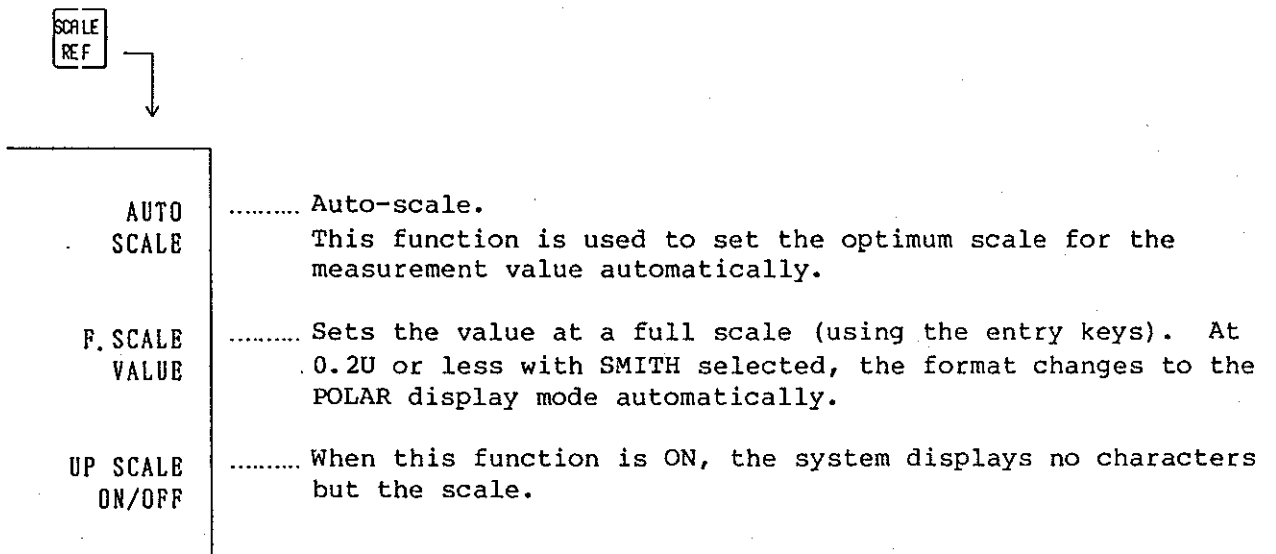 SCALE
REF
AUTO
SCALE
.......... Auto-scale.
This function is used to set the optimum scale for the
measurement value automatically.
F.SCALE
VALUE
.......... Sets the value at a full scale (using the entry keys). At
0.2U or less with SMITH selected, the format changes to the
POLAR display mode automatically.
UP SCALE
ON/OFF
.......... When this function is ON, the system displays no characters
but the scale.